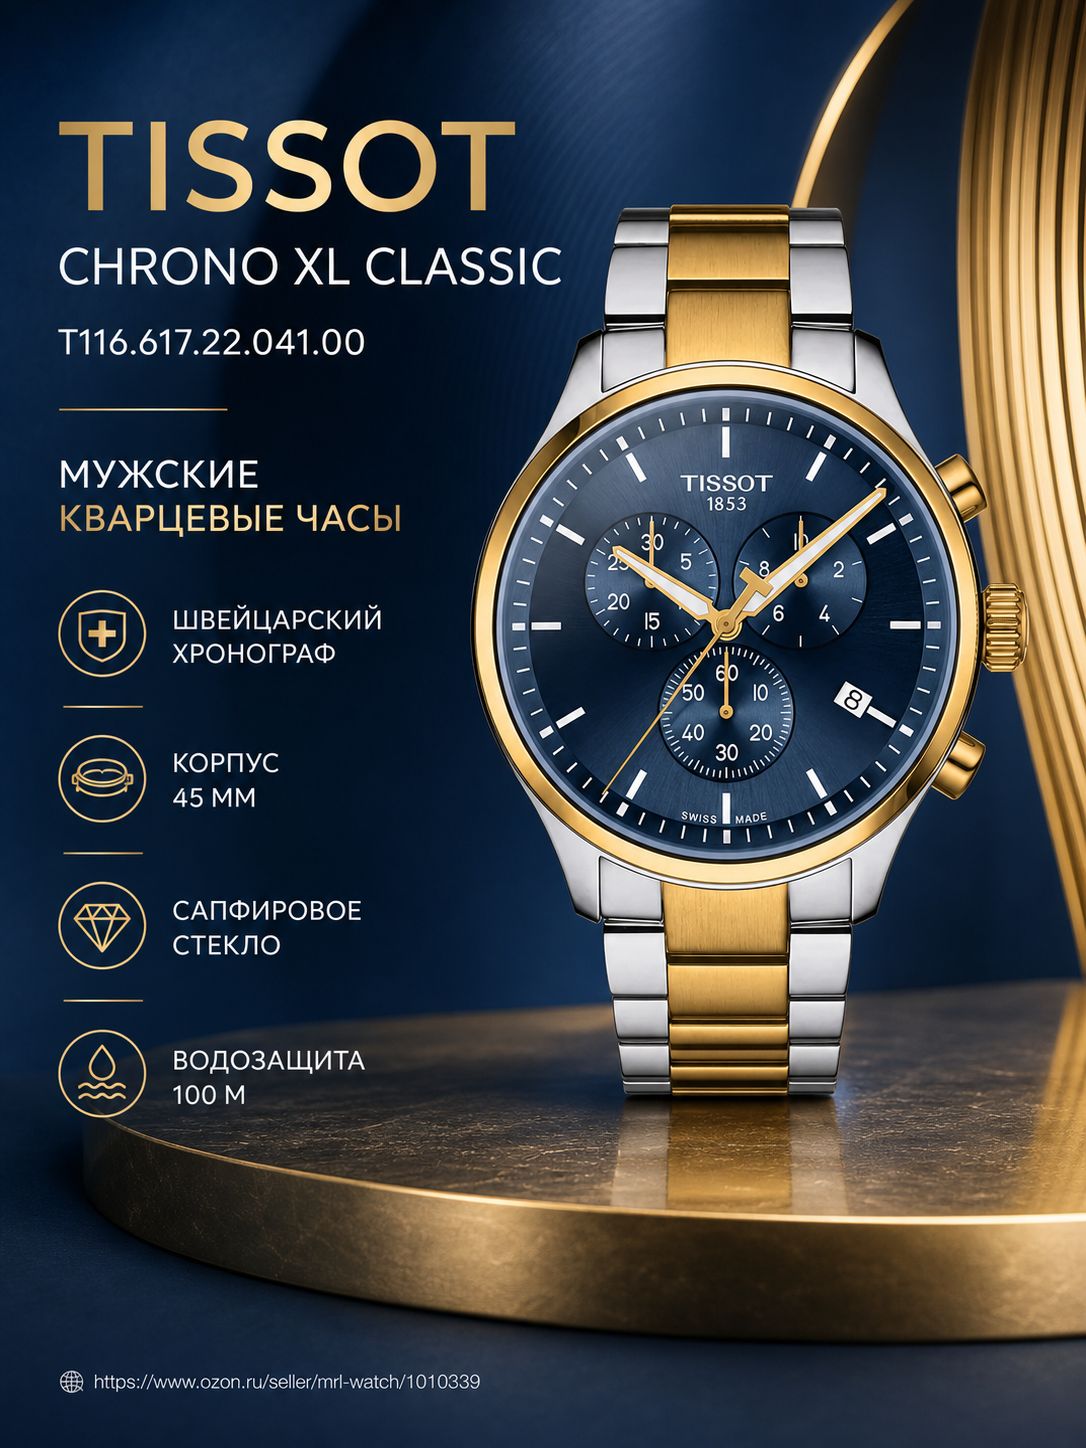 TISSOT
CHRONO XL CLASSIC
T116.617.22.041.00
МУЖСКИЕ
КВАРЦЕВЫЕ ЧАСЫ
ШВЕЙЦАРСКИЙ
ХРОНОГРАФ
КОРПУС
45 ММ
САПФИРОВОЕ
СТЕКЛО
ВОДОЗАЩИТА
100 М
TISSOT
1853
30 5 15 20
10 2 4 6 8
60 10 20 30 40 50
8
SWISS MADE
https://www.ozon.ru/seller/mrl-watch/1010339